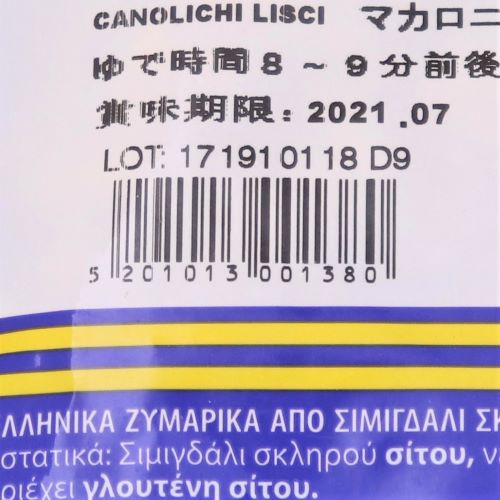 CANOLICHI LISCI マカロニ
ゆで時間 8 ~ 9 分前後
賞味期限: 2021 .07
LOT: 171910118 D9
5 201013 001380
ΛΛΗΝΙΚΑ ΖΥΜΑΡΙΚΑ ΑΠΟ ΣΙΜΙΓΔΑΛΙ ΣΚ
στατικά: Σιμιγδάλι σκληρού σίτου, νε
ριέχει γλουτένη σίτου.